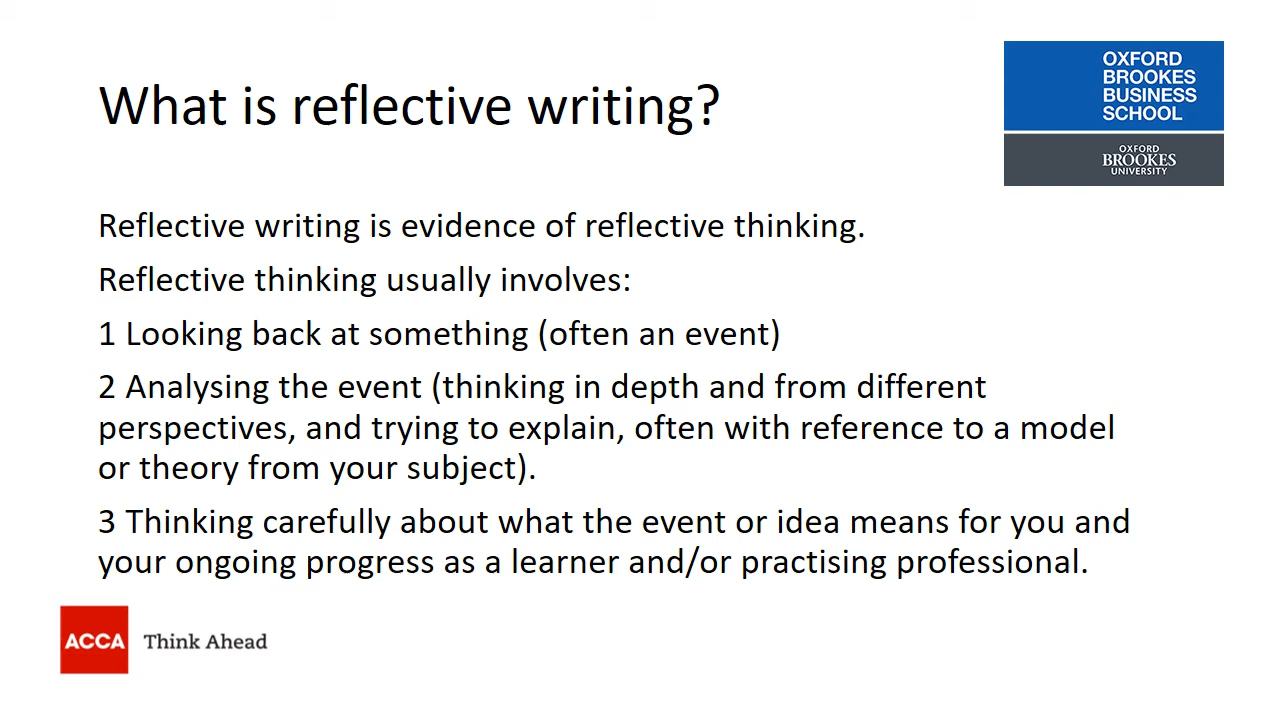 What is reflective writing?
OXFORD
BROOKES
BUSINESS
SCHOOL
OXFORD
BROOKES
UNIVERSITY
Reflective writing is evidence of reflective thinking.
Reflective thinking usually involves:
1 Looking back at something (often an event)
2 Analysing the event (thinking in depth and from different
perspectives, and trying to explain, often with reference to a model
or theory from your subject).
3 Thinking carefully about what the event or idea means for you and
your ongoing progress as a learner and/or practising professional.
ACCA Think Ahead